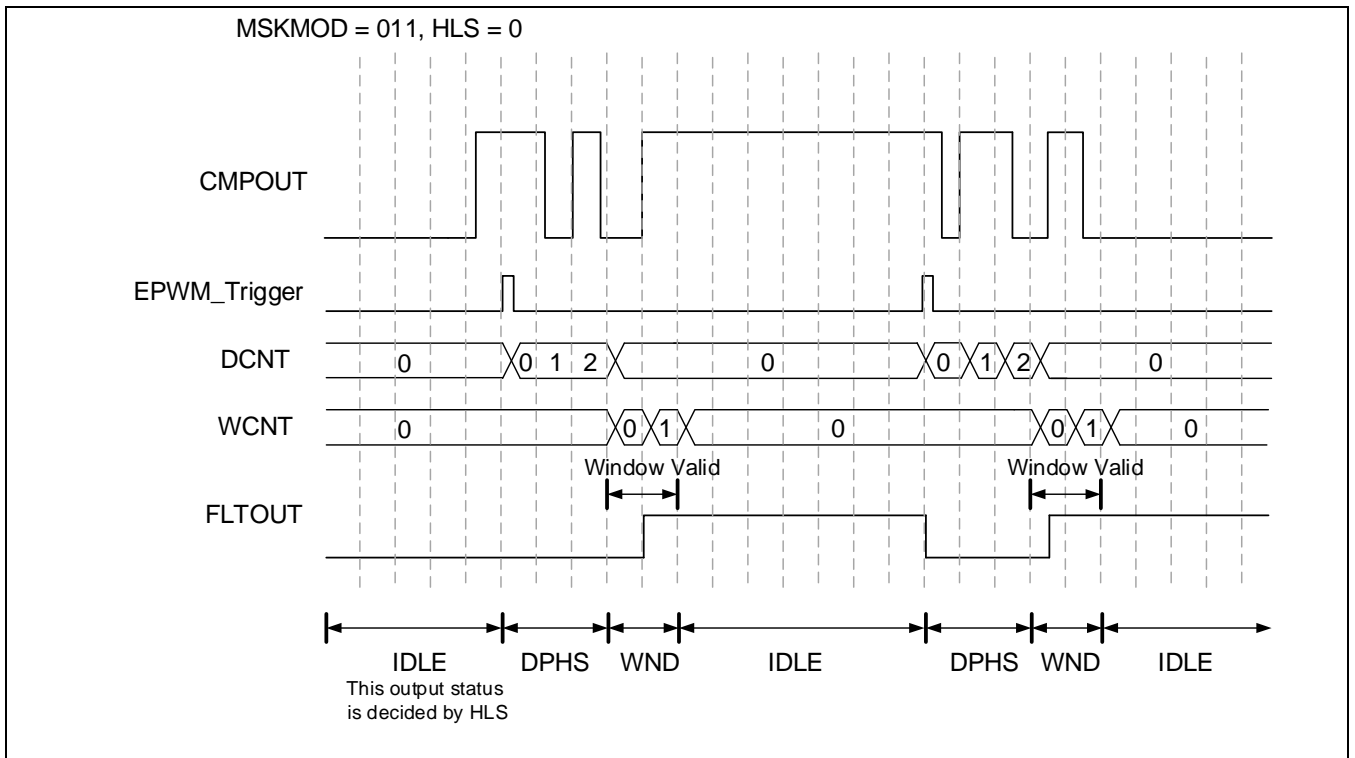 MSKMOD = 011, HLS = 0
CMPOUT
EPWM_Trigger
DCNT 0 0 1 2 0 0 1 2 0
WCNT 0 0 1 0 0 1 0
Window Valid Window Valid
FLTOUT
IDLE DPHS WND IDLE DPHS WND IDLE
This output status
is decided by HLS